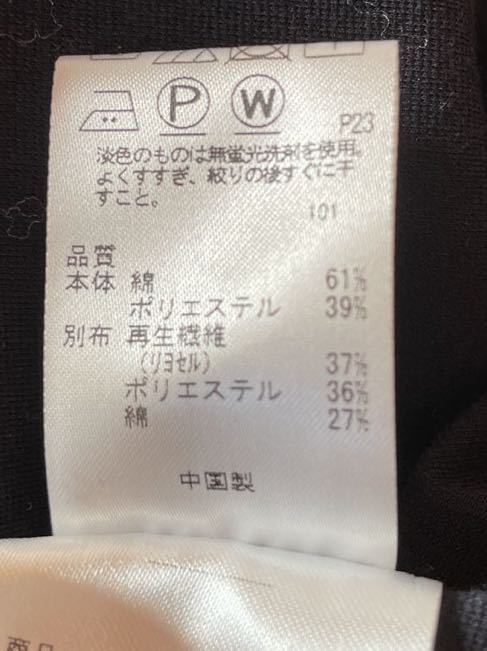 P W
P23
淡色のものは無蛍光洗剤を使用。
よくすすぎ、絞りの後すぐに干
すこと。
101
品質
本体 綿 61%
ポリエステル 39%
別布 再生繊維
(リヨセル) 37%
ポリエステル 36%
綿 27%
中国製